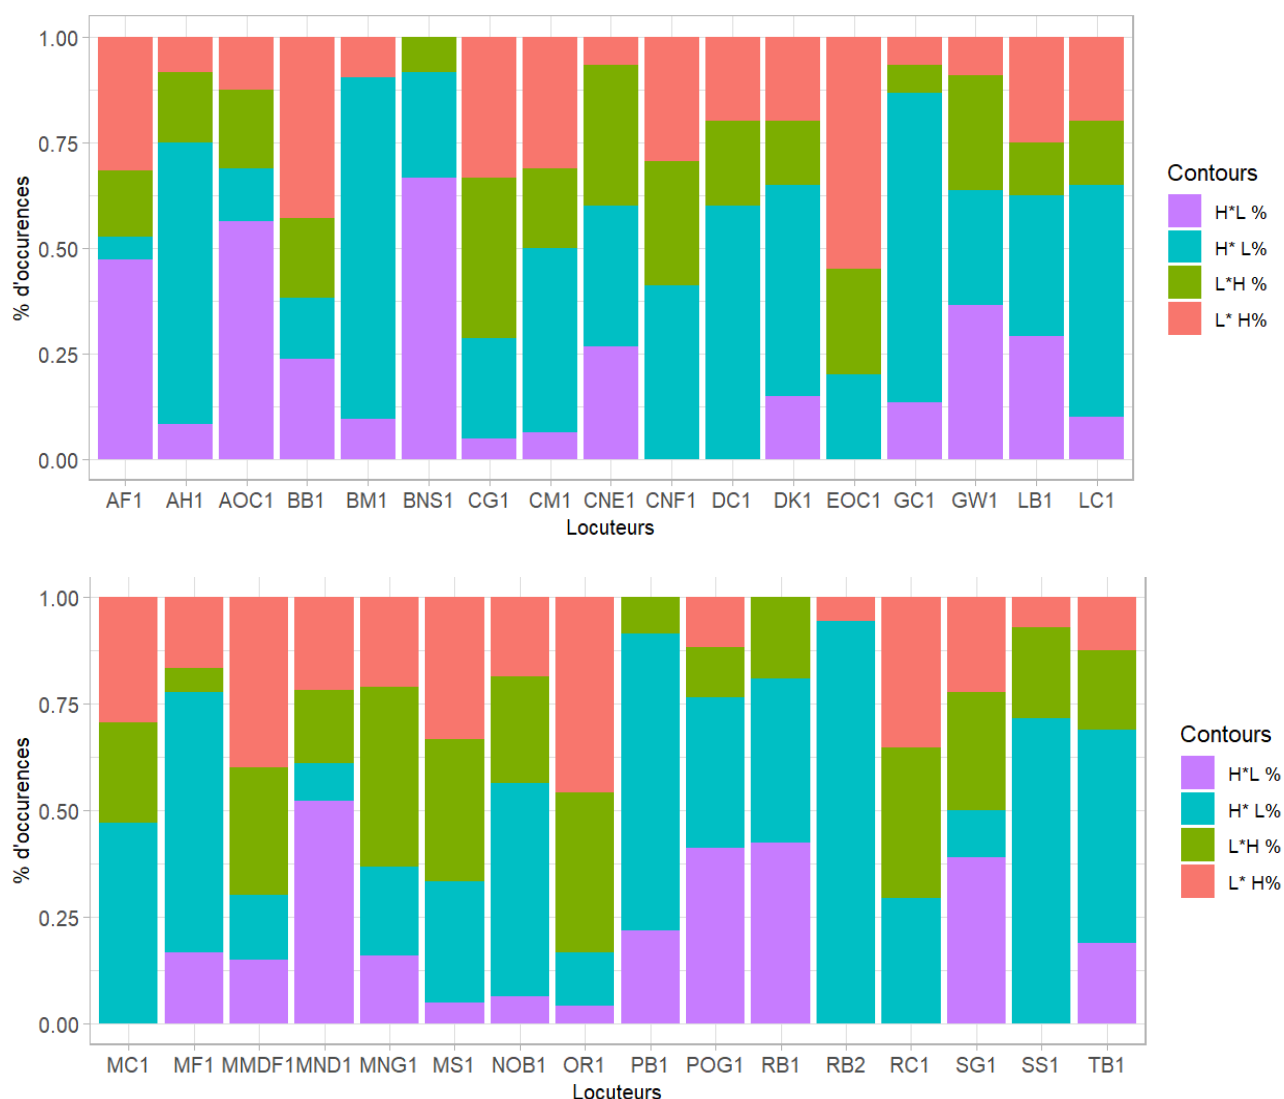 1.00
0.75
0.50
0.25
0.00
% d'occurences
AF1 AH1 AOC1 BB1 BM1 BNS1 CG1 CM1 CNE1 CNF1 DC1 DK1 EOC1 GC1 GW1 LB1 LC1
Locuteurs
Contours
H*L %
H* L%
L*H %
L* H%
1.00
0.75
0.50
0.25
0.00
% d'occurences
MC1 MF1 MMDF1 MND1 MNG1 MS1 NOB1 OR1 PB1 POG1 RB1 RB2 RC1 SG1 SS1 TB1
Locuteurs
Contours
H*L %
H* L%
L*H %
L* H%